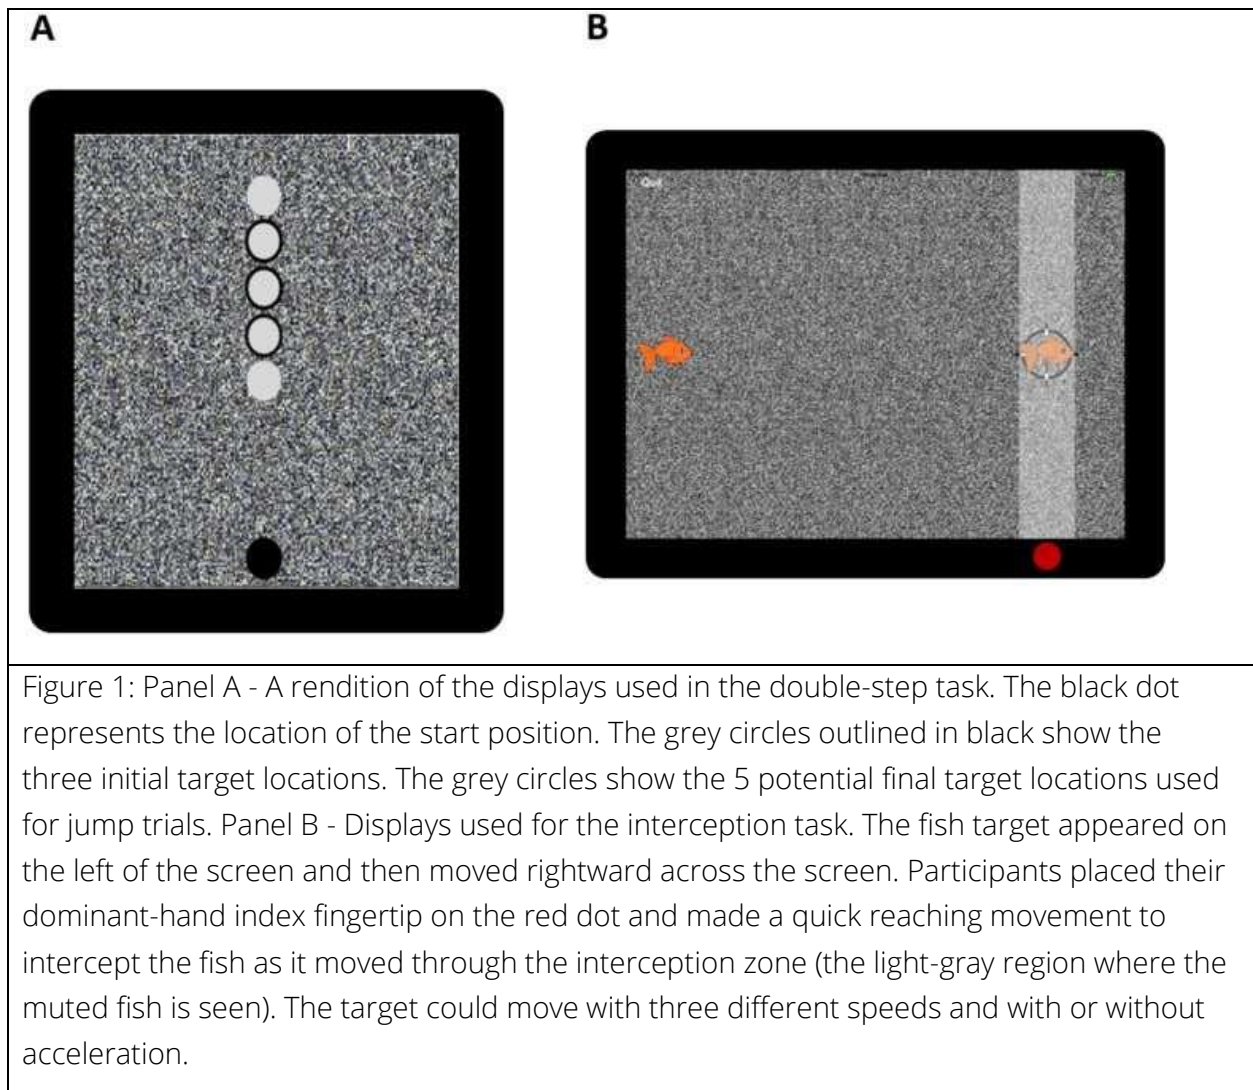 A
B
Out
Figure 1: Panel A - A rendition of the displays used in the double-step task. The black dot
represents the location of the start position. The grey circles outlined in black show the
three initial target locations. The grey circles show the 5 potential final target locations used
for jump trials. Panel B - Displays used for the interception task. The fish target appeared on
the left of the screen and then moved rightward across the screen. Participants placed their
dominant-hand index fingertip on the red dot and made a quick reaching movement to
intercept the fish as it moved through the interception zone (the light-gray region where the
muted fish is seen). The target could move with three different speeds and with or without
acceleration.